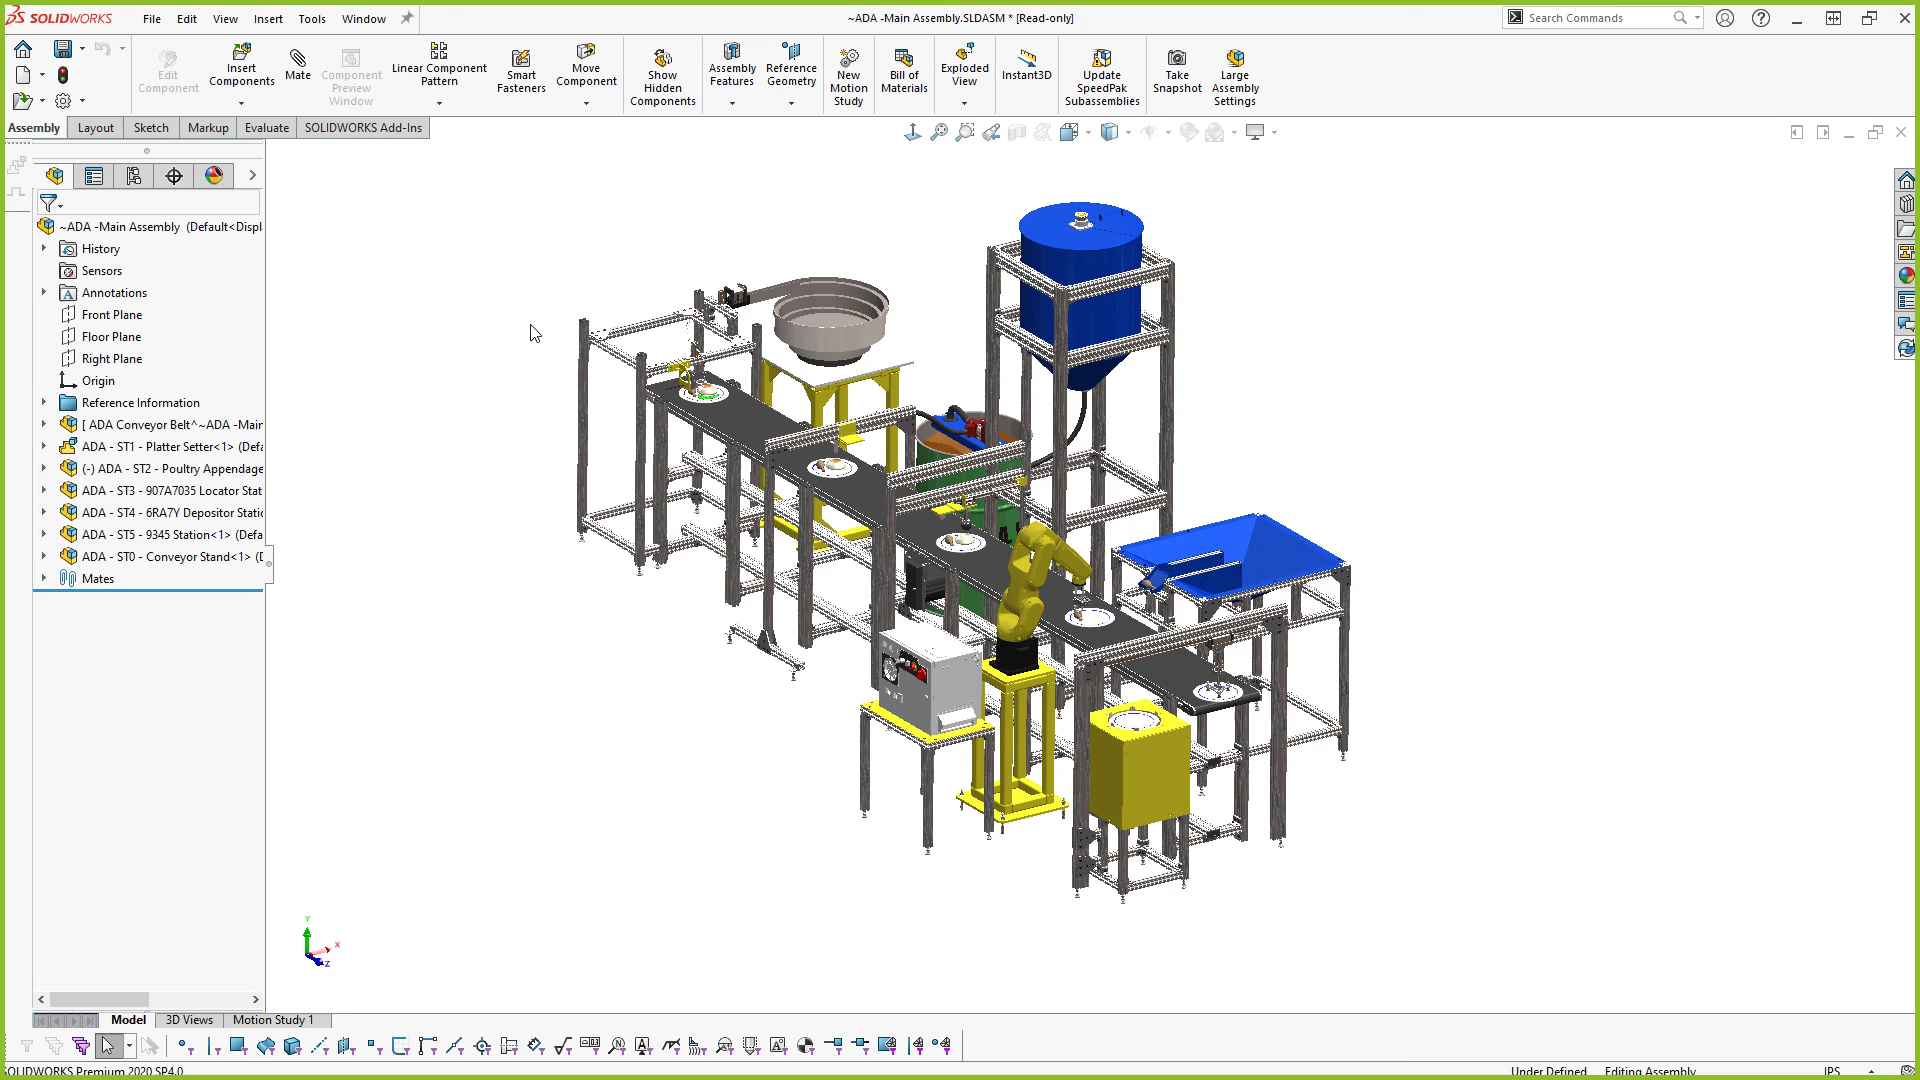 SOLIDWORKS
File Edit View Insert Tools Window
~ADA -Main Assembly.SLDASM * [Read-only]
Search Commands
Edit Component
Insert Components
Mate
Component Preview Window
Linear Component Pattern
Smart Fasteners
Move Component
Show Hidden Components
Assembly Features
Reference Geometry
New Motion Study
Bill of Materials
Exploded View
Instant3D
Update SpeedPak Subassemblies
Take Snapshot
Large Assembly Settings
Assembly Layout Sketch Markup Evaluate SOLIDWORKS Add-Ins
~ADA -Main Assembly (Default<Displ
History
Sensors
Annotations
Front Plane
Floor Plane
Right Plane
Origin
Reference Information
[ ADA Conveyor Belt^~ADA -Main
ADA - ST1 - Platter Setter<1> (Defa
(-) ADA - ST2 - Poultry Appendage
ADA - ST3 - 907A7035 Locator Stat
ADA - ST4 - 6RA7Y Depositor Static
ADA - ST5 - 9345 Station<1> (Defa
ADA - ST0 - Conveyor Stand<1> (D
Mates
Y
X
Z
Model 3D Views Motion Study 1
SOLIDWORKS Premium 2020 SP4.0
Under Defined Editing Assembly IPS